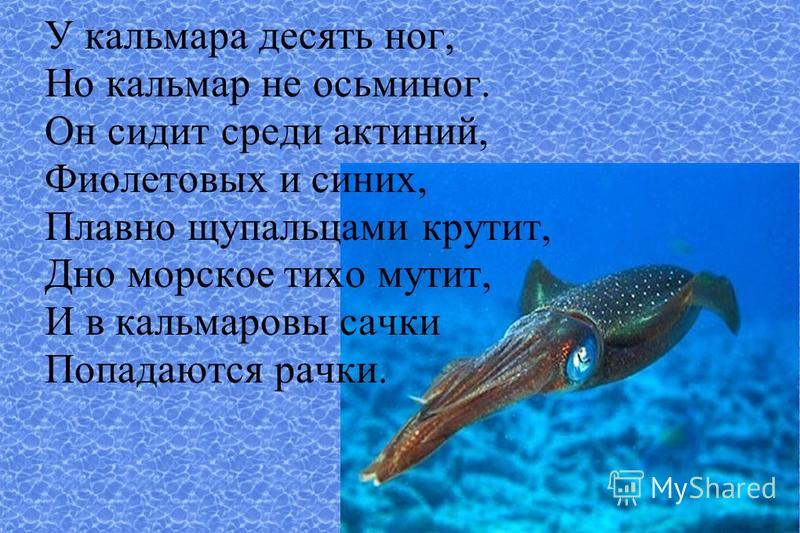 У кальмара десять ног,
Но кальмар не осьминог.
Он сидит среди актиний,
Фиолетовых и синих,
Плавно щупальцами крутит,
Дно морское тихо мутит,
И в кальмаровы сачки
Попадаются рачки.
MyShared